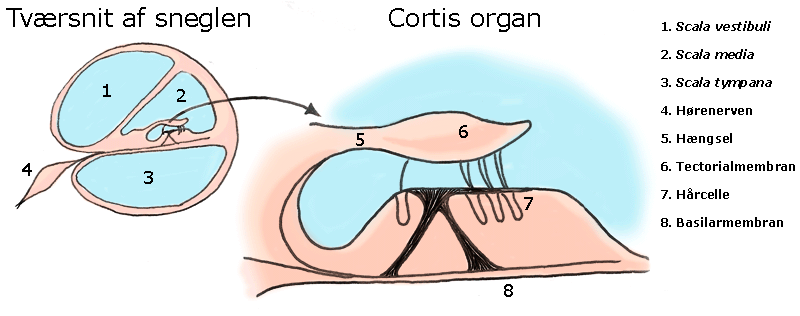 Tværsnit af sneglen
Cortis organ
1
2
3
4
5
6
7
8
1. Scala vestibuli
2. Scala media
3. Scala tympana
4. Hørenerven
5. Hængsel
6. Tectorialmembran
7. Hårcelle
8. Basilarmembran